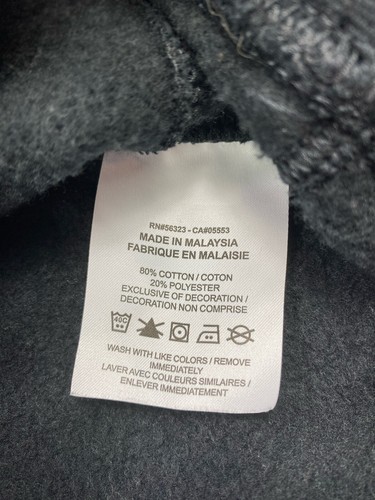 RN#56323 - CA#05553
MADE IN MALAYSIA
FABRIQUE EN MALAISIE
80% COTTON / COTON
20% POLYESTER
EXCLUSIVE OF DECORATION /
DECORATION NON COMPRISE
40C
WASH WITH LIKE COLORS / REMOVE
IMMEDIATELY
LAVER AVEC COULEURS SIMILAIRES /
ENLEVER IMMEDIATEMENT